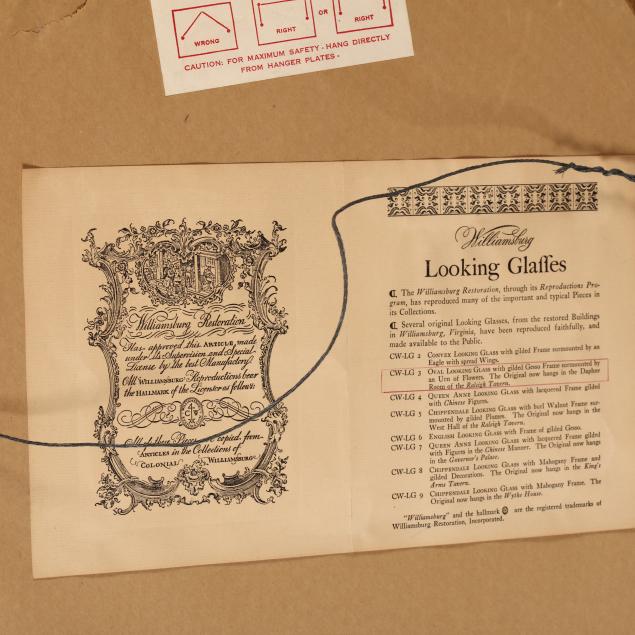 WRONG
RIGHT
OR
RIGHT
CAUTION: FOR MAXIMUM SAFETY - HANG DIRECTLY
FROM HANGER PLATES -
Williamsburg Restoration
Has approved this ARTICLE, made
under Its Supervision and Special
License by the best Manufactory.
All WILLIAMSBURG Reproductions bear
the HALLMARK of the Licensor as follows:
All of these Pieces copied from
ARTICLES in the Collections of
COLONIAL WILLIAMSBURG
Williamsburg
Looking Glasses
¶ The Williamsburg Restoration, through its Reproductions Pro-
gram, has reproduced many of the important and typical Pieces in
its Collections.
¶ Several original Looking Glasses, from the restored Buildings
in Williamsburg, Virginia, have been reproduced faithfully, and
made available to the Public.
CW-LG 2 CONVEX LOOKING GLASS with gilded Frame surmounted by an
Eagle with spread Wings.
CW-LG 3 OVAL LOOKING GLASS with gilded Gesso Frame surmounted by
an Urn of Flowers. The Original now hangs in the Daphne
Room of the Raleigh Tavern.
CW-LG 4 QUEEN ANNE LOOKING GLASS with lacquered Frame gilded
with Chinese Figures.
CW-LG 5 CHIPPENDALE LOOKING GLASS with burl Walnut Frame sur-
mounted by gilded Plumes. The Original now hangs in the
West Hall of the Raleigh Tavern.
CW-LG 6 ENGLISH LOOKING GLASS with Frame of gilded Gesso.
CW-LG 7 QUEEN ANNE LOOKING GLASS with lacquered Frame gilded
with Figures in the Chinese Manner. The Original now hangs
in the Governor's Palace.
CW-LG 8 CHIPPENDALE LOOKING GLASS with Mahogany Frame and
gilded Decorations. The Original now hangs in the King's
Arms Tavern.
CW-LG 9 CHIPPENDALE LOOKING GLASS with Mahogany Frame. The
Original now hangs in the Wythe House.
"Williamsburg" and the hallmark are the registered trademarks of
Williamsburg Restoration, Incorporated.